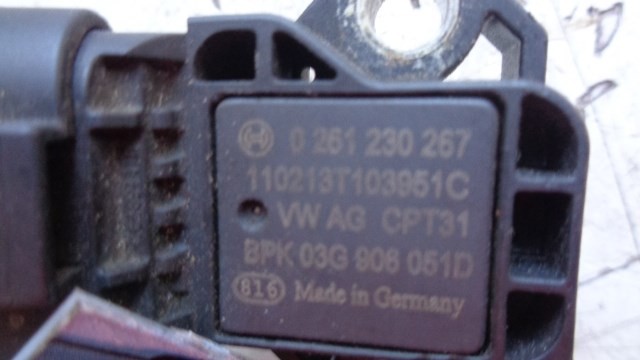 0 261 230 267
110213T103951C
VW AG CPT31
BPK 03G 906 051D
816 Made in Germany